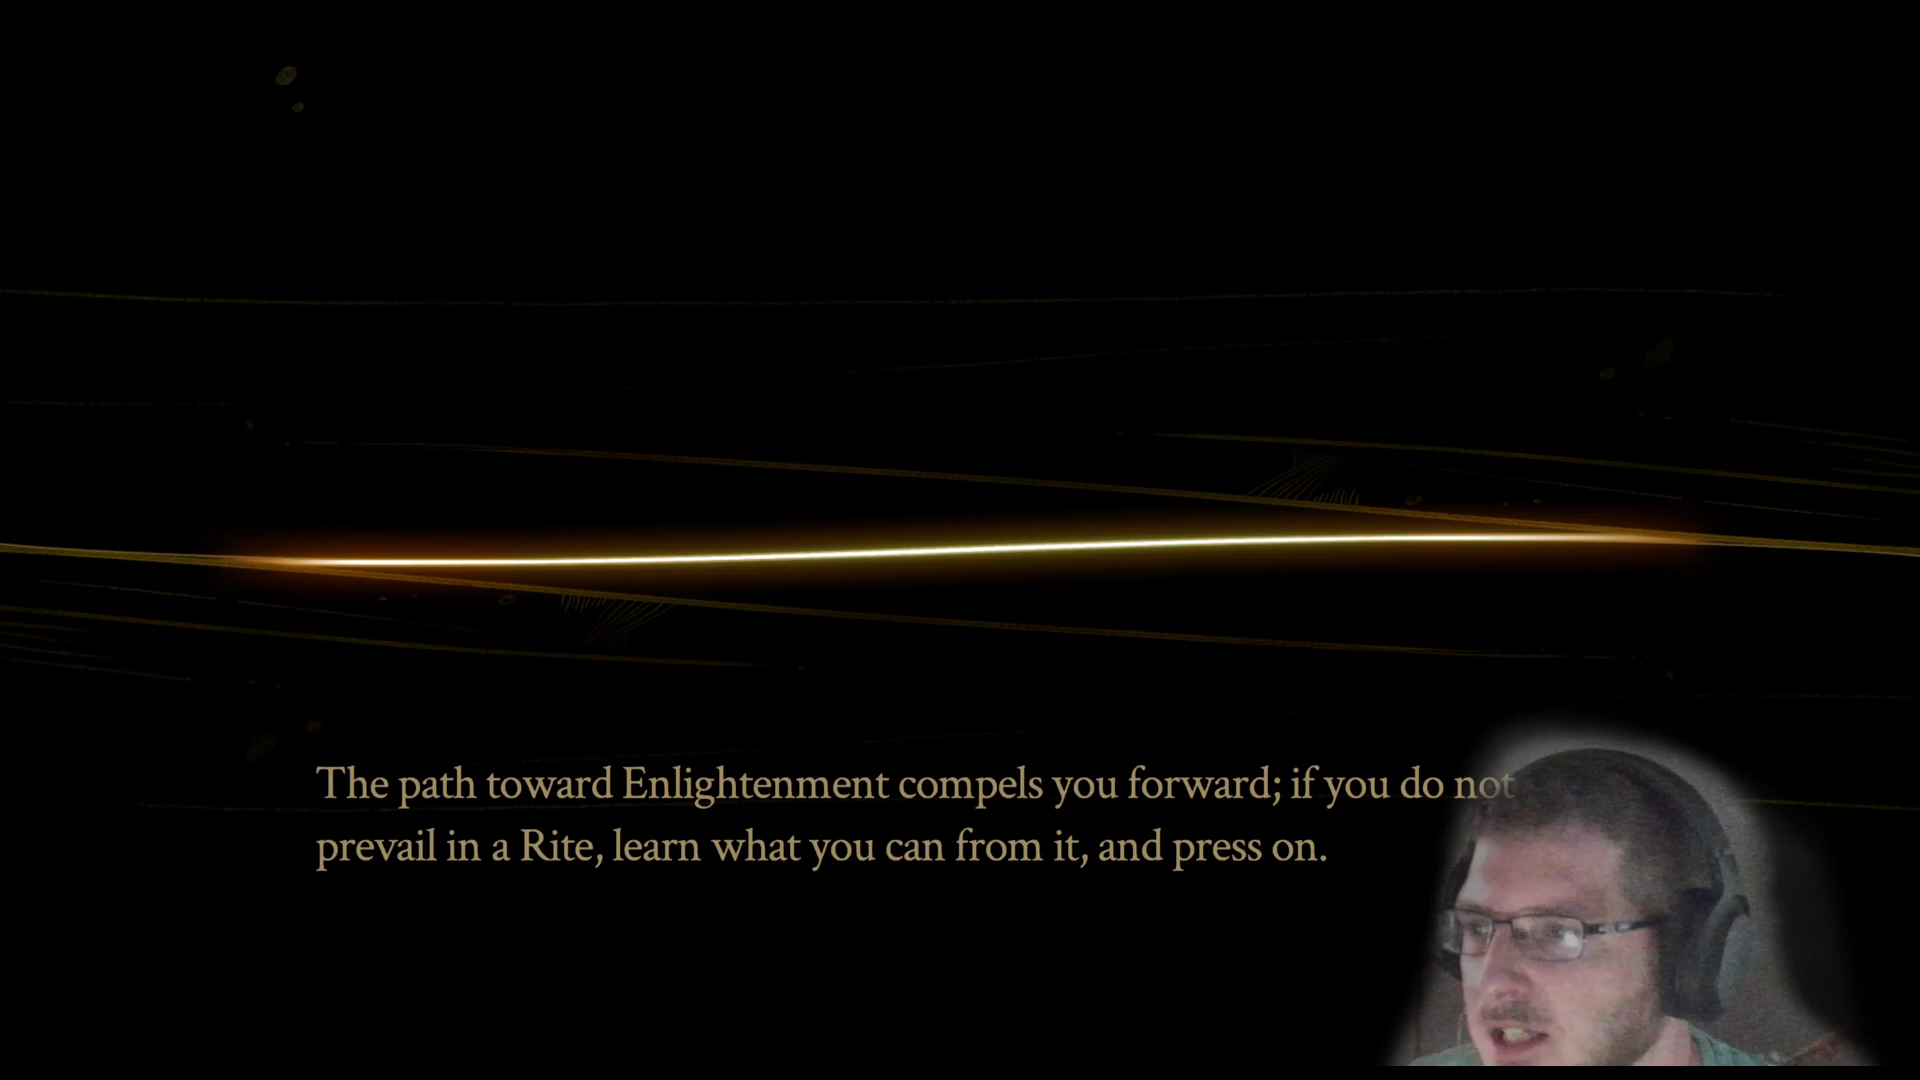 The path toward Enlightenment compels you forward; if you do not
prevail in a Rite, learn what you can from it, and press on.